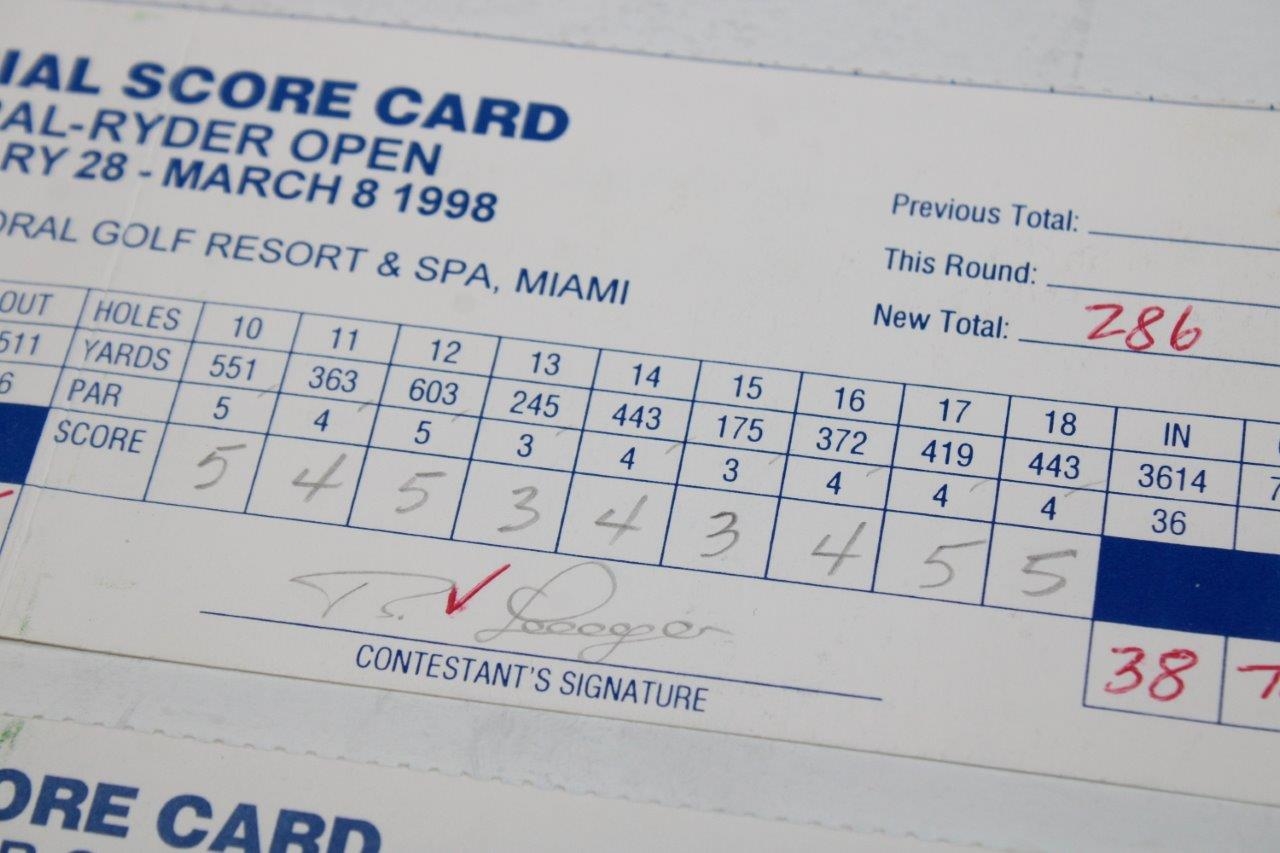 IAL SCORE CARD
AL-RYDER OPEN
RY 28 - MARCH 8 1998
ORAL GOLF RESORT & SPA, MIAMI
Previous Total:
This Round:
New Total: 286
OUT HOLES 10 11 12 13 14 15 16 17 18 IN
511 YARDS 551 363 603 245 443 175 372 419 443 3614 7
6 PAR 5 4 5 3 4 3 4 4 4 36
SCORE 5 4 5 3 4 3 4 5 5
38 7
CONTESTANT'S SIGNATURE
ORE CARD